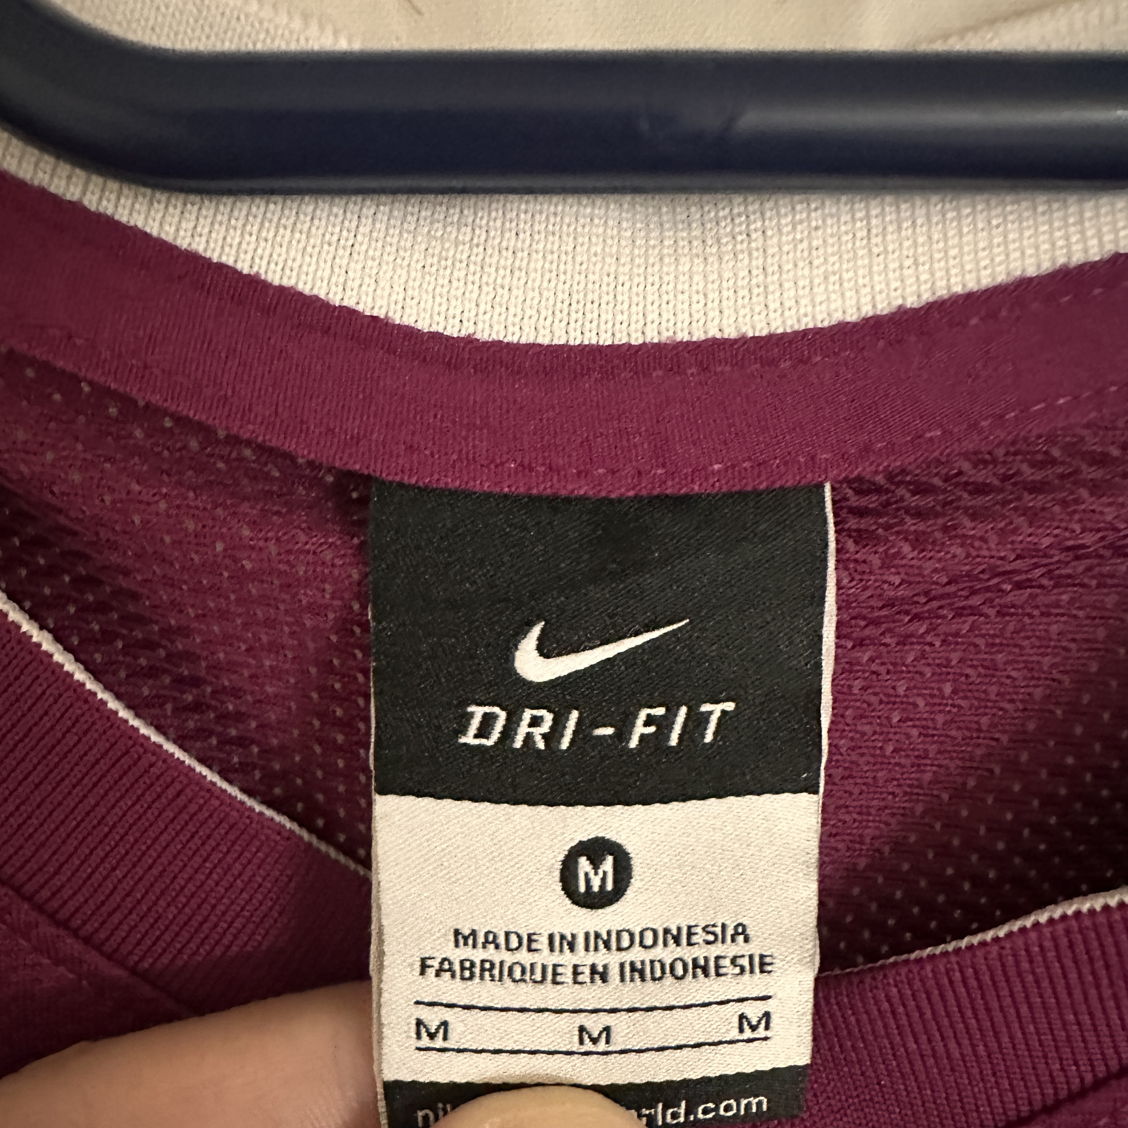 DRI-FIT
M
MADE IN INDONESIA
FABRIQUE EN INDONESIE
M M M